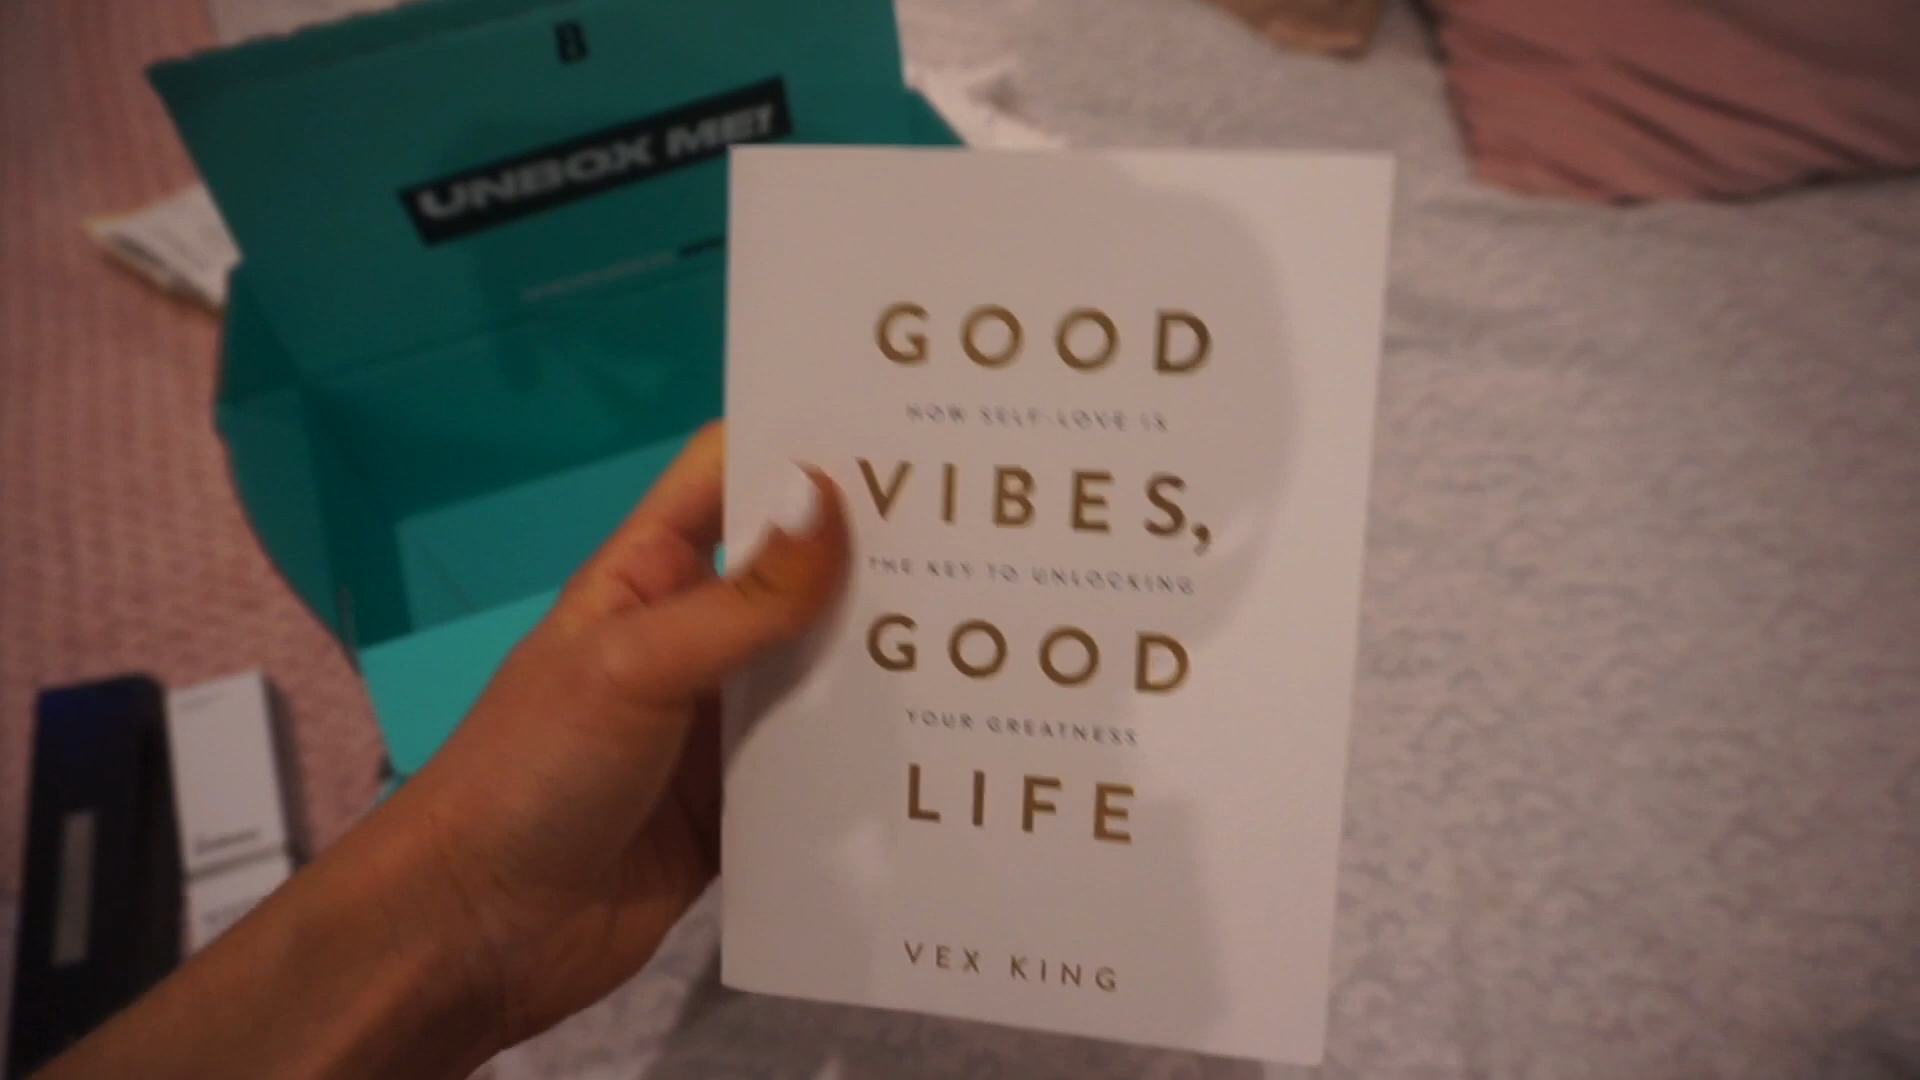 B
UNBOX ME!
GOOD
HOW SELF-LOVE IS
VIBES,
THE KEY TO UNLOCKING
GOOD
YOUR GREATNESS
LIFE
VEX KING